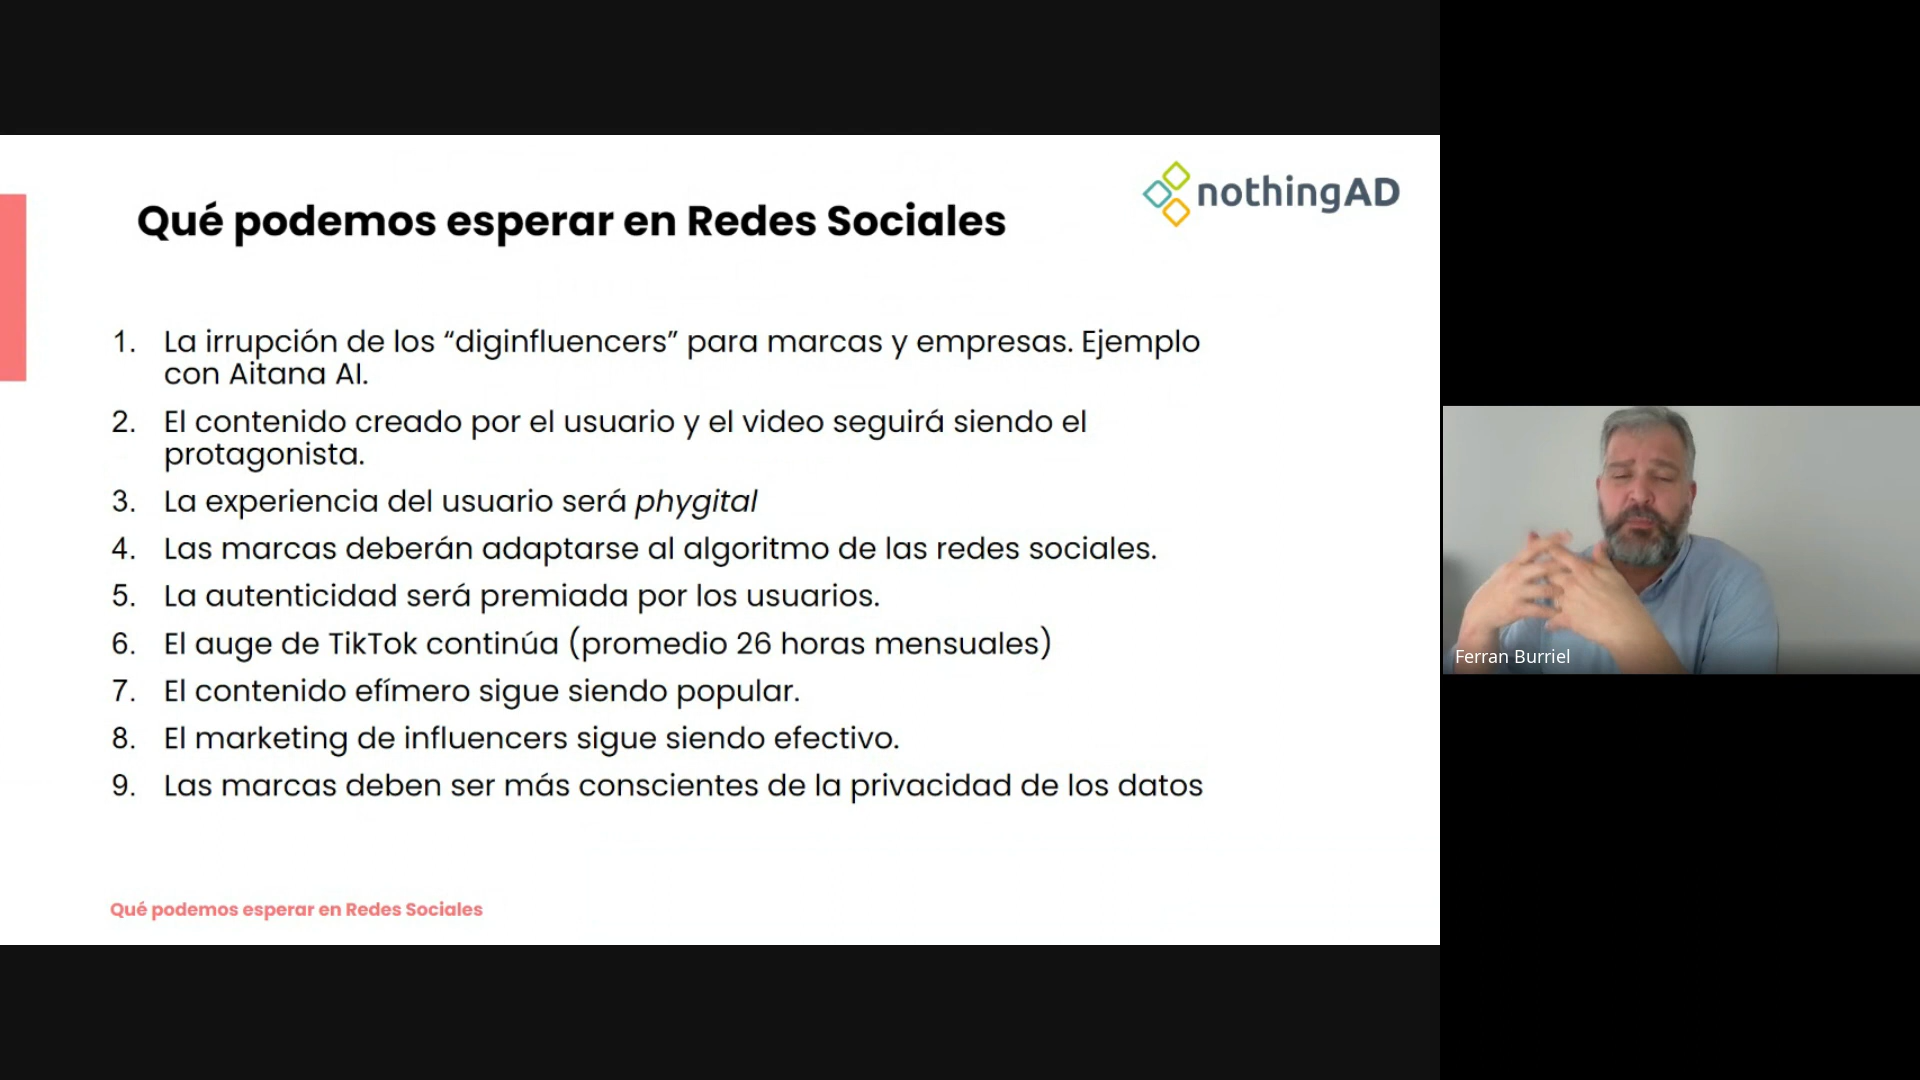 nothingAD
Qué podemos esperar en Redes Sociales
1. La irrupción de los “diginfluencers” para marcas y empresas. Ejemplo
con Aitana AI.
2. El contenido creado por el usuario y el video seguirá siendo el
protagonista.
3. La experiencia del usuario será phygital
4. Las marcas deberán adaptarse al algoritmo de las redes sociales.
5. La autenticidad será premiada por los usuarios.
6. El auge de TikTok continúa (promedio 26 horas mensuales)
7. El contenido efímero sigue siendo popular.
8. El marketing de influencers sigue siendo efectivo.
9. Las marcas deben ser más conscientes de la privacidad de los datos
Qué podemos esperar en Redes Sociales
Ferran Burriel